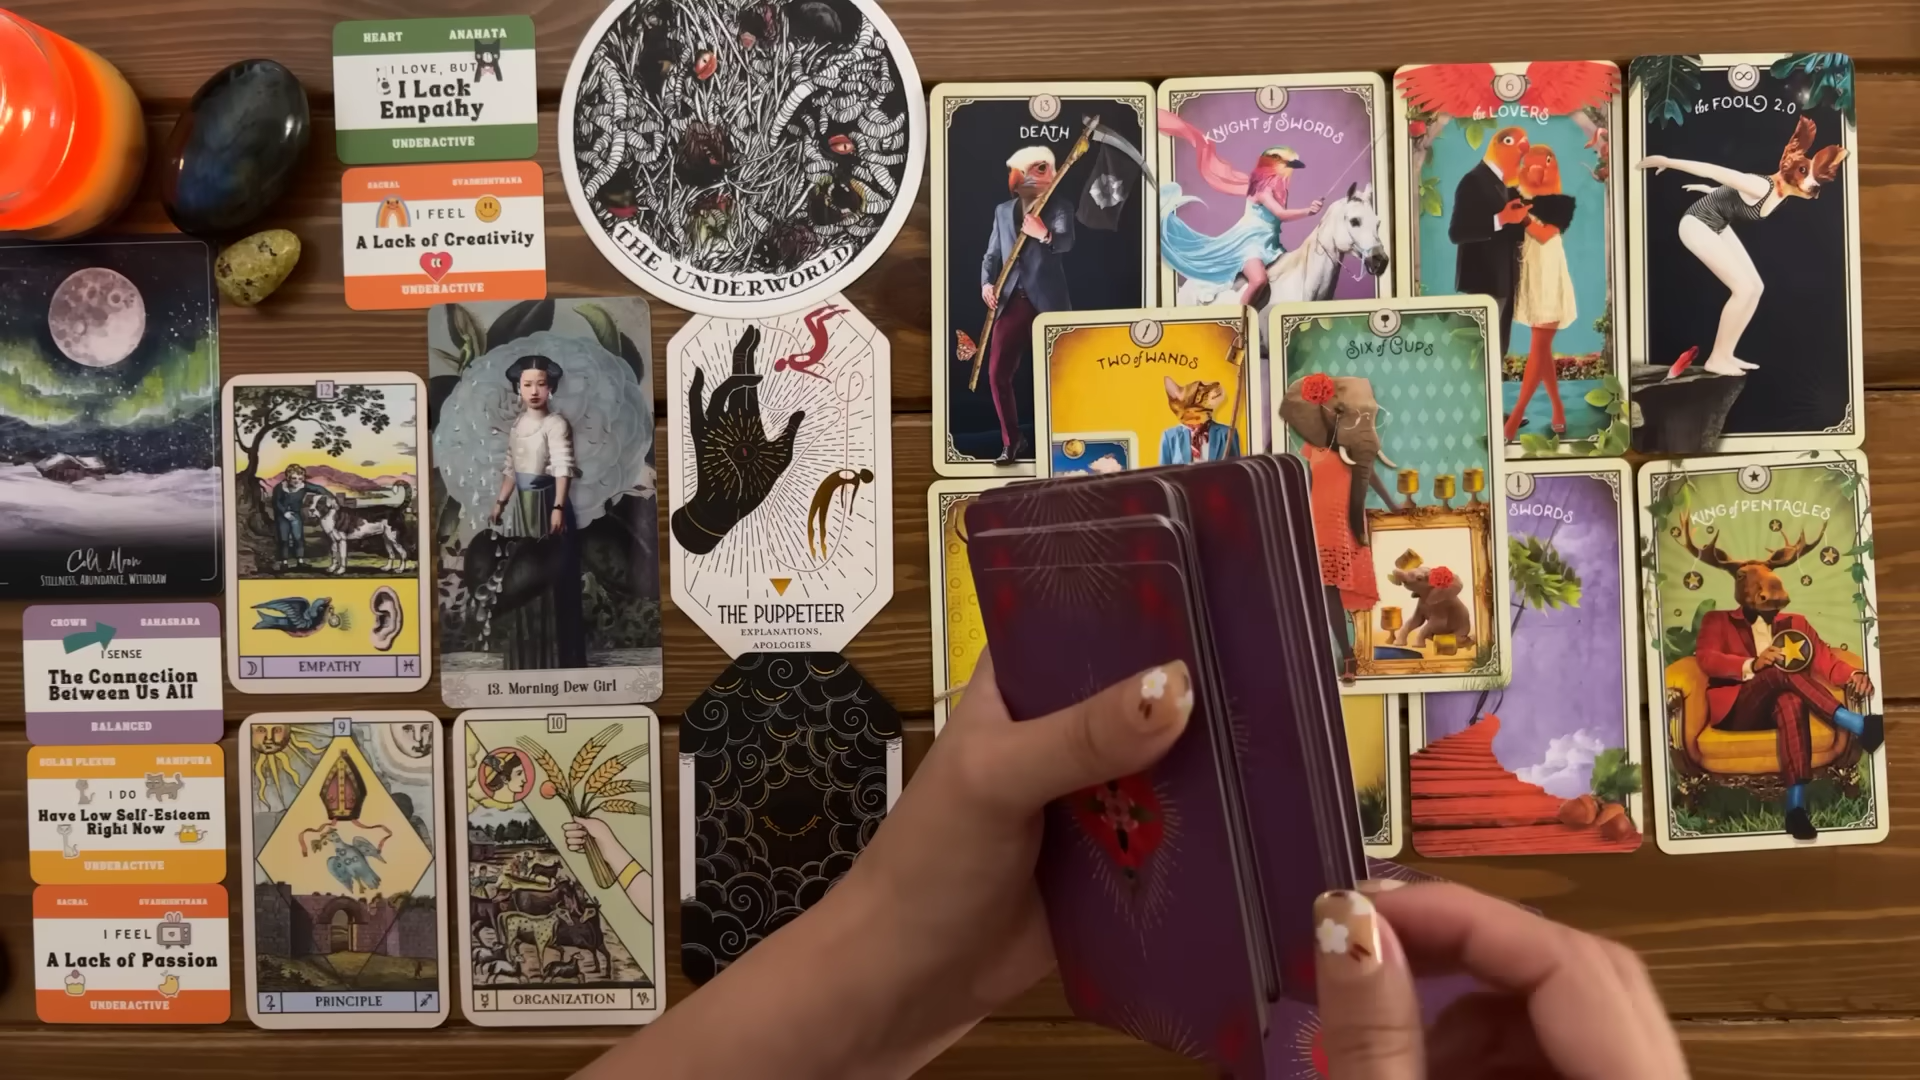 HEART ANAHATA
I LOVE, BUT
I Lack
Empathy
UNDERACTIVE
SACRAL SVADHISHTHANA
I FEEL
A Lack of Creativity
UNDERACTIVE
THE UNDERWORLD
13
DEATH
KNIGHT of SWORDS
6
the LOVERS
the FOOL 2.0
TWO of WANDS
SIX of CUPS
SWORDS
KING of PENTACLES
Cold Moon
STILLNESS, ABUNDANCE, WITHDRAW
12
EMPATHY
13. Morning Dew Girl
THE PUPPETEER
EXPLANATIONS,
APOLOGIES
CROWN SAHASRARA
I SENSE
The Connection
Between Us All
BALANCED
SOLAR PLEXUS MANIPURA
I DO
Have Low Self-Esteem
Right Now
UNDERACTIVE
SACRAL SVADHISHTHANA
I FEEL
A Lack of Passion
UNDERACTIVE
9
PRINCIPLE
10
ORGANIZATION